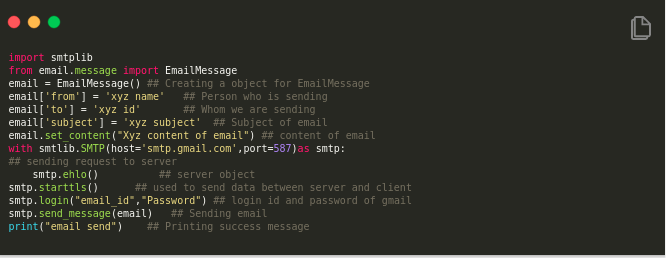 import smtplib
from email.message import EmailMessage
email = EmailMessage() ## Creating a object for EmailMessage
email['from'] = 'xyz name'   ## Person who is sending
email['to'] = 'xyz id'       ## Whom we are sending
email['subject'] = 'xyz subject'  ## Subject of email
email.set_content("Xyz content of email") ## content of email
with smtlib.SMTP(host='smtp.gmail.com',port=587)as smtp:
## sending request to server
    smtp.ehlo()          ## server object
smtp.starttls()      ## used to send data between server and client
smtp.login("email_id","Password") ## login id and password of gmail
smtp.send_message(email)   ## Sending email
print("email send")    ## Printing success message